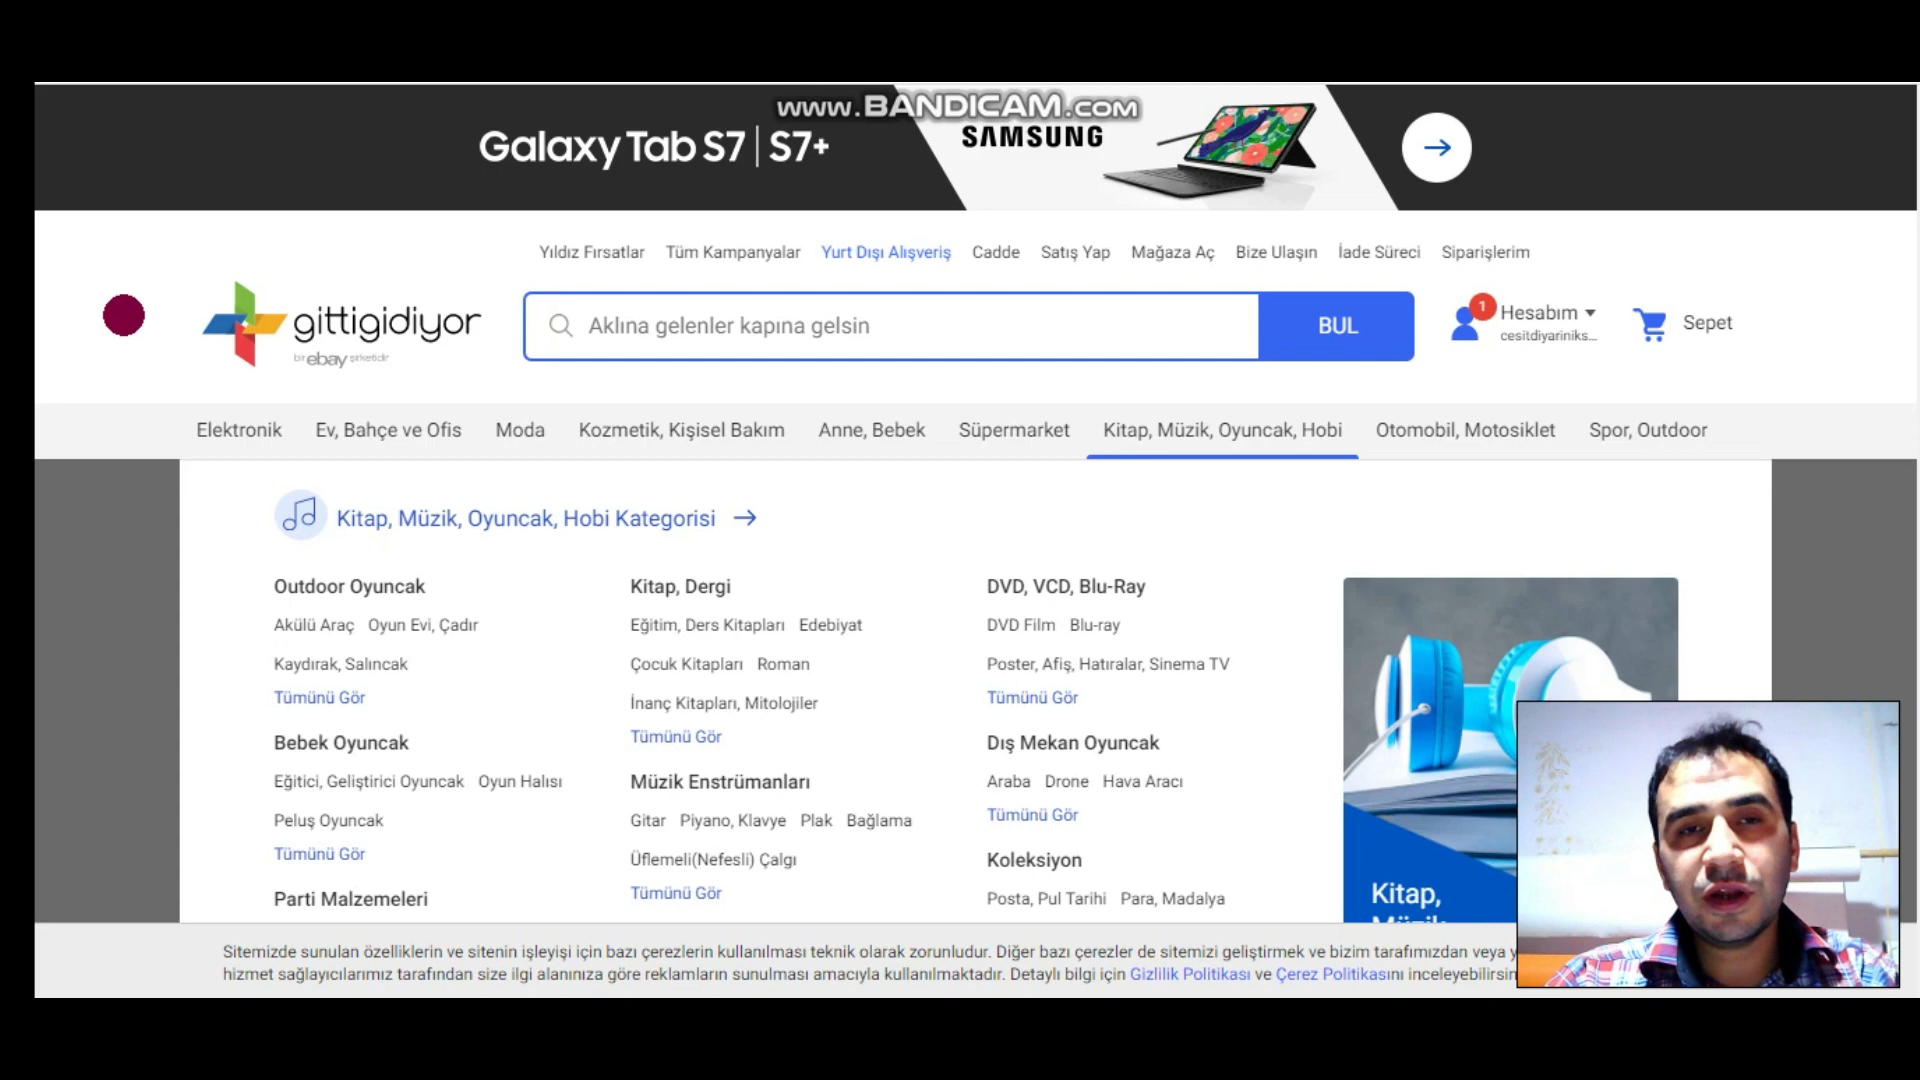 www.BANDICAM.com
Galaxy Tab S7 | S7+
SAMSUNG
Yıldız Fırsatlar Tüm Kampanyalar Yurt Dışı Alışveriş Cadde Satış Yap Mağaza Aç Bize Ulaşın İade Süreci Siparişlerim
gittigidiyor
bir ebay şirketidir
Aklına gelenler kapına gelsin
BUL
1
Hesabım
cesitdiyariniks...
Sepet
Elektronik Ev, Bahçe ve Ofis Moda Kozmetik, Kişisel Bakım Anne, Bebek Süpermarket Kitap, Müzik, Oyuncak, Hobi Otomobil, Motosiklet Spor, Outdoor
Kitap, Müzik, Oyuncak, Hobi Kategorisi →
Outdoor Oyuncak
Akülü Araç Oyun Evi, Çadır
Kaydırak, Salıncak
Tümünü Gör
Bebek Oyuncak
Eğitici, Geliştirici Oyuncak Oyun Halısı
Peluş Oyuncak
Tümünü Gör
Parti Malzemeleri
Kitap, Dergi
Eğitim, Ders Kitapları Edebiyat
Çocuk Kitapları Roman
İnanç Kitapları, Mitolojiler
Tümünü Gör
Müzik Enstrümanları
Gitar Piyano, Klavye Plak Bağlama
Üflemeli(Nefesli) Çalgı
Tümünü Gör
DVD, VCD, Blu-Ray
DVD Film Blu-ray
Poster, Afiş, Hatıralar, Sinema TV
Tümünü Gör
Dış Mekan Oyuncak
Araba Drone Hava Aracı
Tümünü Gör
Koleksiyon
Posta, Pul Tarihi Para, Madalya
Kitap,
Müzik
Sitemizde sunulan özelliklerin ve sitenin işleyişi için bazı çerezlerin kullanılması teknik olarak zorunludur. Diğer bazı çerezler de sitemizi geliştirmek ve bizim tarafımızdan veya y
hizmet sağlayıcılarımız tarafından size ilgi alanınıza göre reklamların sunulması amacıyla kullanılmaktadır. Detaylı bilgi için Gizlilik Politikası ve Çerez Politikasını inceleyebilirsin